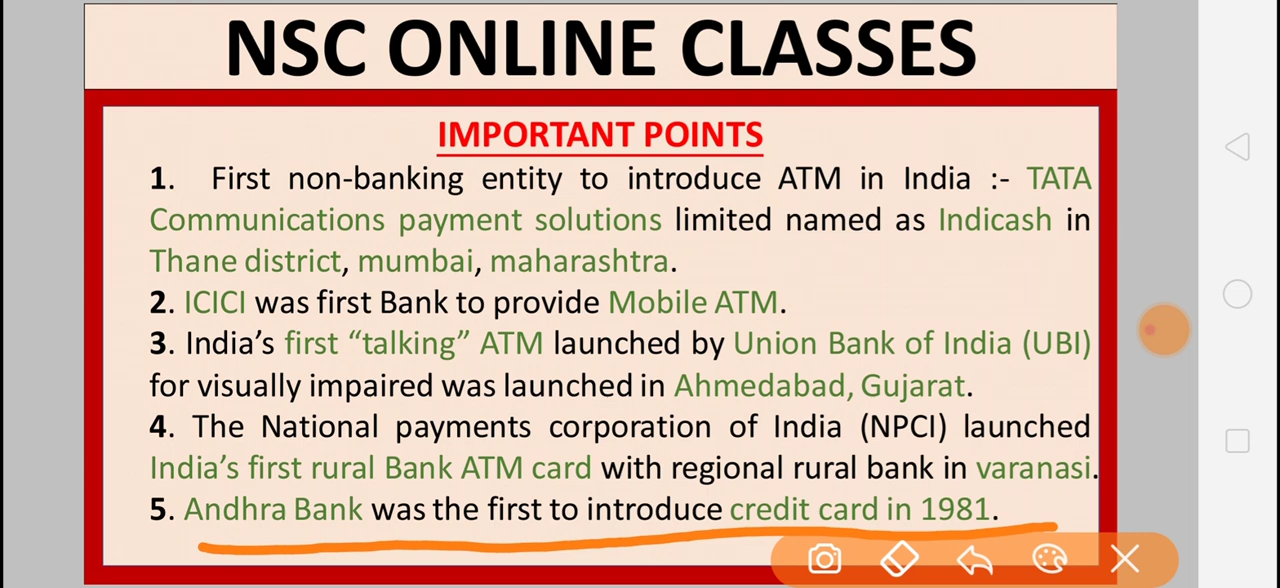 NSC ONLINE CLASSES
IMPORTANT POINTS
1. First non-banking entity to introduce ATM in India :- TATA
Communications payment solutions limited named as Indicash in
Thane district, mumbai, maharashtra.
2. ICICI was first Bank to provide Mobile ATM.
3. India's first “talking” ATM launched by Union Bank of India (UBI)
for visually impaired was launched in Ahmedabad, Gujarat.
4. The National payments corporation of India (NPCI) launched
India's first rural Bank ATM card with regional rural bank in varanasi.
5. Andhra Bank was the first to introduce credit card in 1981.